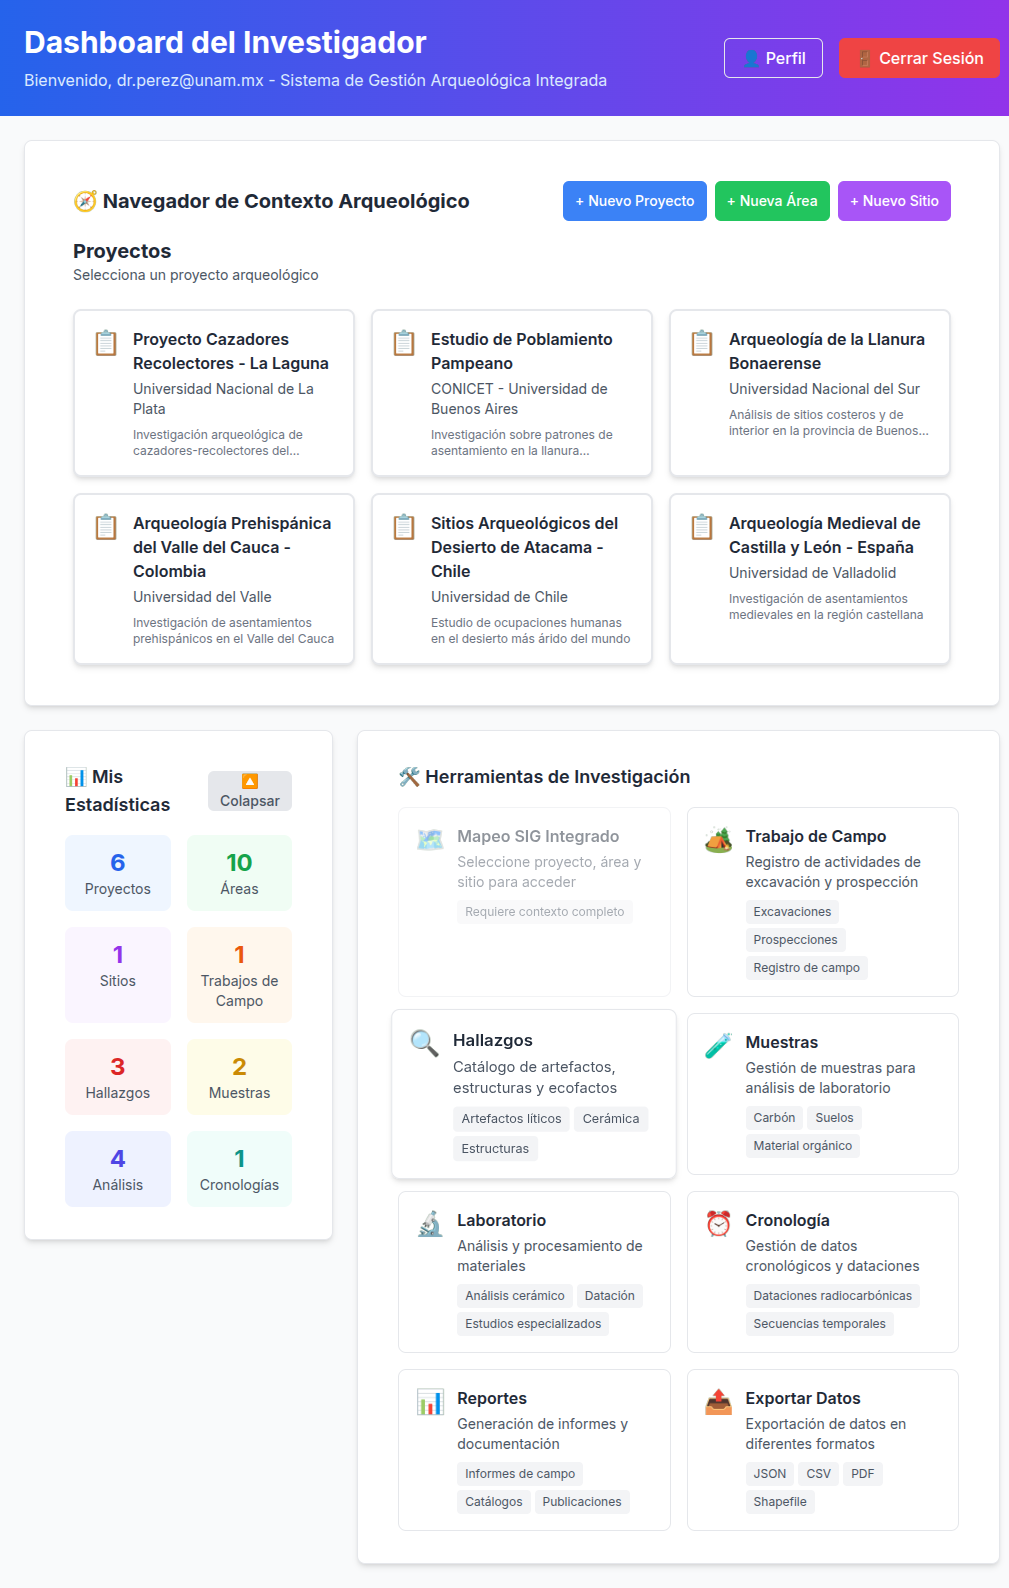 Dashboard del Investigador
Bienvenido, dr.perez@unam.mx - Sistema de Gestión Arqueológica Integrada
Perfil
Cerrar Sesión
Navegador de Contexto Arqueológico
+ Nuevo Proyecto
+ Nueva Área
+ Nuevo Sitio
Proyectos
Selecciona un proyecto arqueológico
Proyecto Cazadores
Recolectores - La Laguna
Universidad Nacional de La
Plata
Investigación arqueológica de
cazadores-recolectores del...
Estudio de Poblamiento
Pampeano
CONICET - Universidad de
Buenos Aires
Investigación sobre patrones de
asentamiento en la llanura...
Arqueología de la Llanura
Bonaerense
Universidad Nacional del Sur
Análisis de sitios costeros y de
interior en la provincia de Buenos...
Arqueología Prehispánica
del Valle del Cauca -
Colombia
Universidad del Valle
Investigación de asentamientos
prehispánicos en el Valle del Cauca
Sitios Arqueológicos del
Desierto de Atacama -
Chile
Universidad de Chile
Estudio de ocupaciones humanas
en el desierto más árido del mundo
Arqueología Medieval de
Castilla y León - España
Universidad de Valladolid
Investigación de asentamientos
medievales en la región castellana
Mis
Estadísticas
Colapsar
6
Proyectos
10
Áreas
1
Sitios
1
Trabajos de
Campo
3
Hallazgos
2
Muestras
4
Análisis
1
Cronologías
Herramientas de Investigación
Mapeo SIG Integrado
Seleccione proyecto, área y
sitio para acceder
Requiere contexto completo
Trabajo de Campo
Registro de actividades de
excavación y prospección
Excavaciones
Prospecciones
Registro de campo
Hallazgos
Catálogo de artefactos,
estructuras y ecofactos
Artefactos líticos
Cerámica
Estructuras
Muestras
Gestión de muestras para
análisis de laboratorio
Carbón
Suelos
Material orgánico
Laboratorio
Análisis y procesamiento de
materiales
Análisis cerámico
Datación
Estudios especializados
Cronología
Gestión de datos
cronológicos y dataciones
Dataciones radiocarbónicas
Secuencias temporales
Reportes
Generación de informes y
documentación
Informes de campo
Catálogos
Publicaciones
Exportar Datos
Exportación de datos en
diferentes formatos
JSON
CSV
PDF
Shapefile